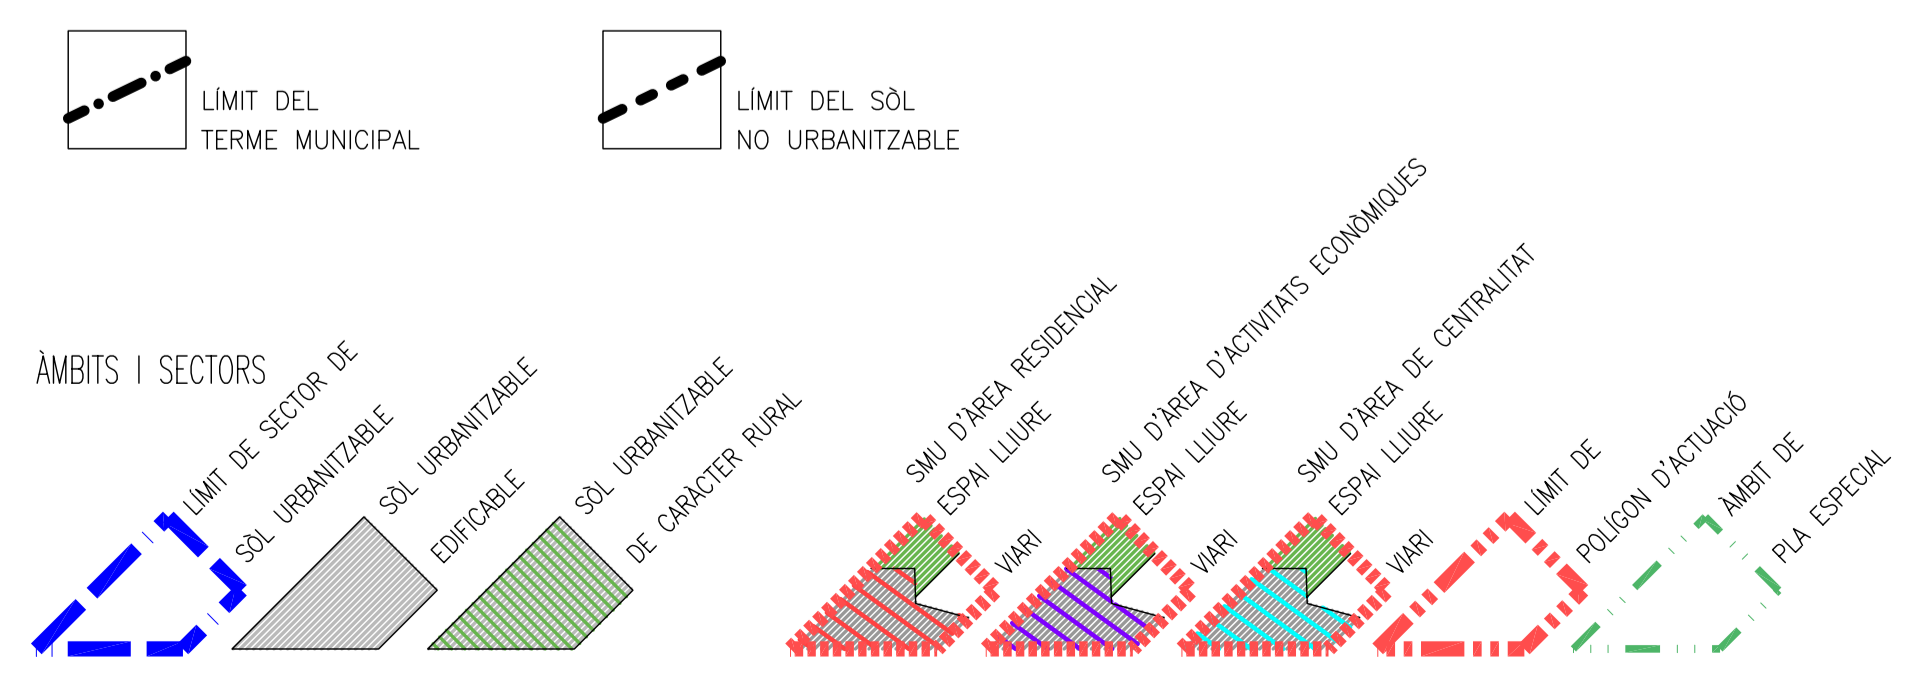 LÍMIT DEL
TERME MUNICIPAL
LÍMIT DEL SÒL
NO URBANITZABLE
ÀMBITS I SECTORS
LÍMIT DE SECTOR DE
SÒL URBANITZABLE
SÒL URBANITZABLE
EDIFICABLE
SÒL URBANITZABLE
DE CARÀCTER RURAL
SMU D'ÀREA RESIDENCIAL
ESPAI LLIURE
VIARI
SMU D'ÀREA D'ACTIVITATS ECONÒMIQUES
ESPAI LLIURE
VIARI
SMU D'ÀREA DE CENTRALITAT
ESPAI LLIURE
VIARI
LÍMIT DE
POLÍGON D'ACTUACIÓ
ÀMBIT DE
PLA ESPECIAL